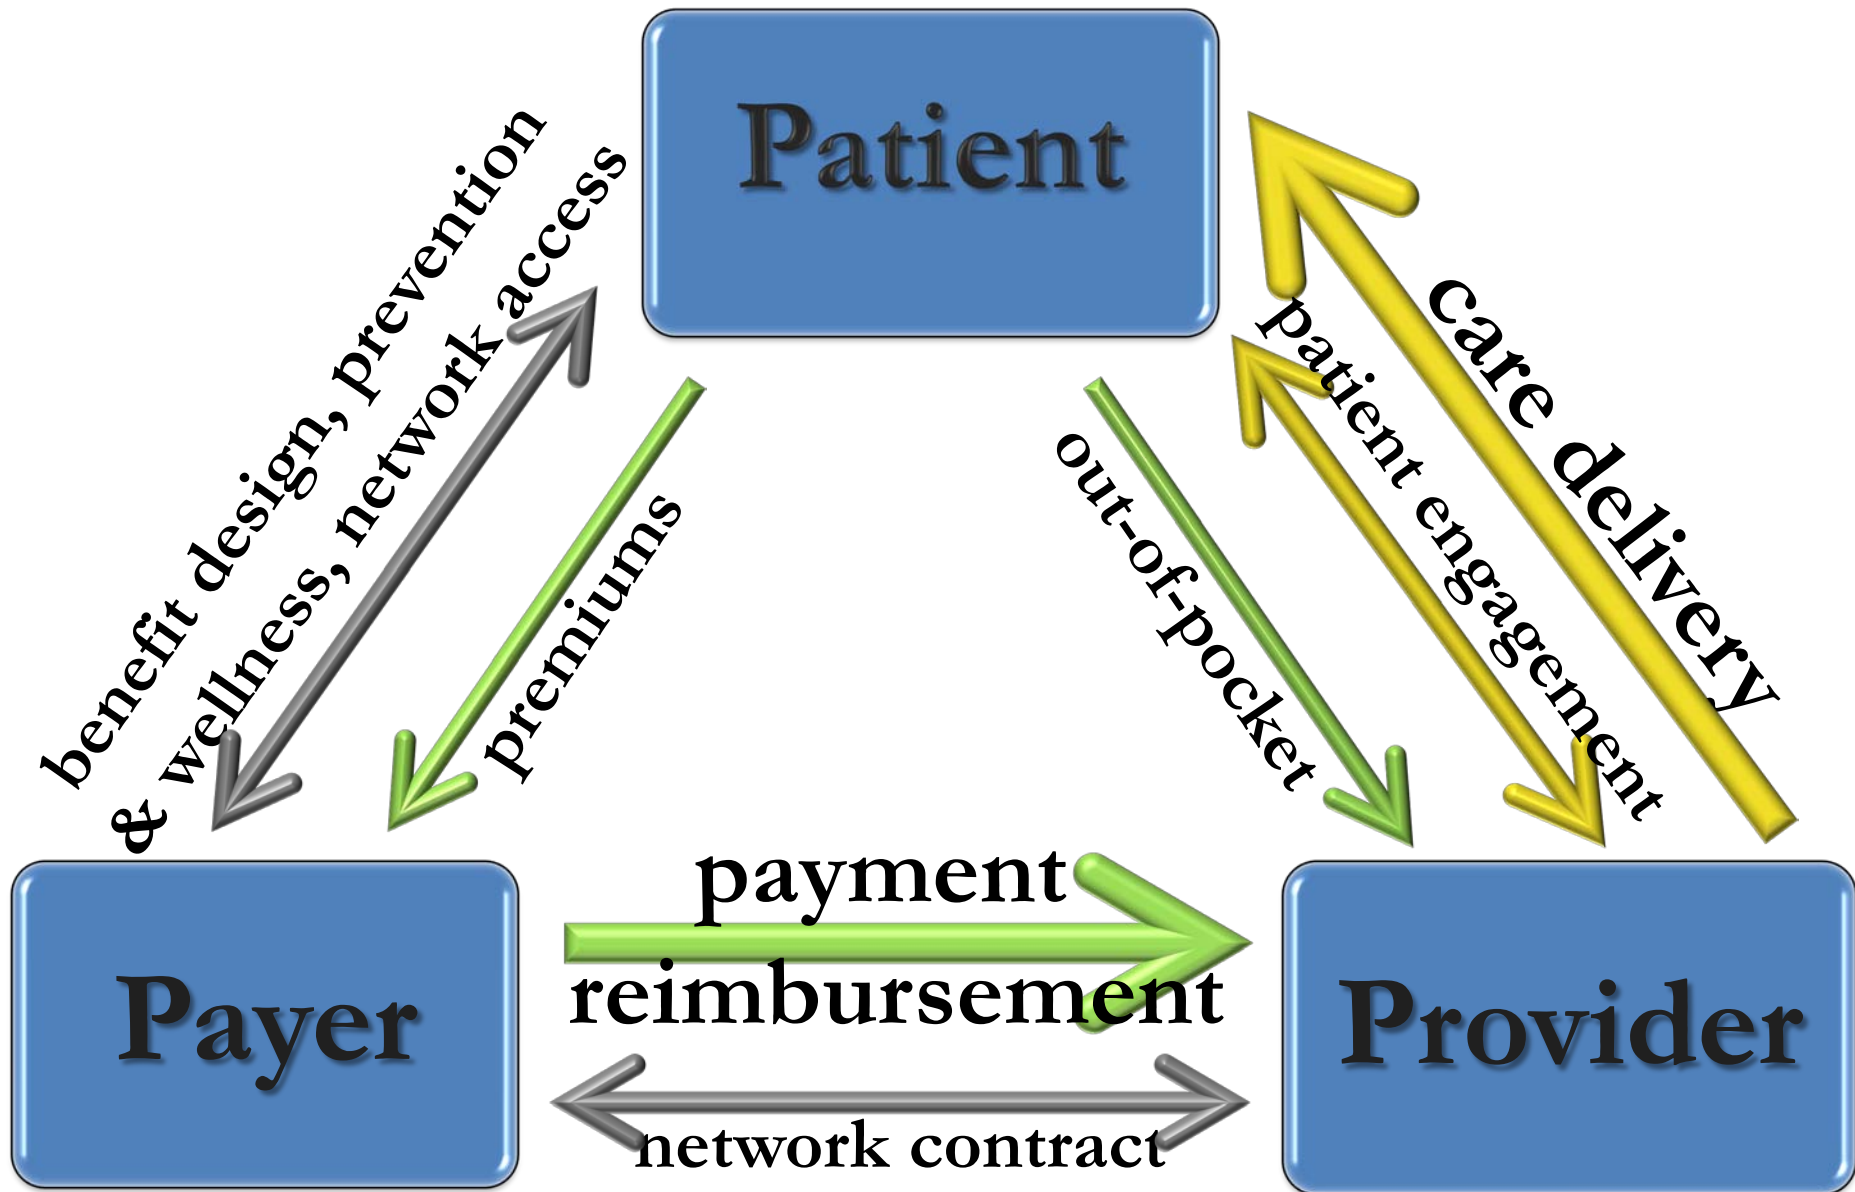 Patient
benefit design, prevention
& wellness, network access
premiums
out-of-pocket
patient engagement
care delivery
payment
reimbursement
Payer
Provider
network contract